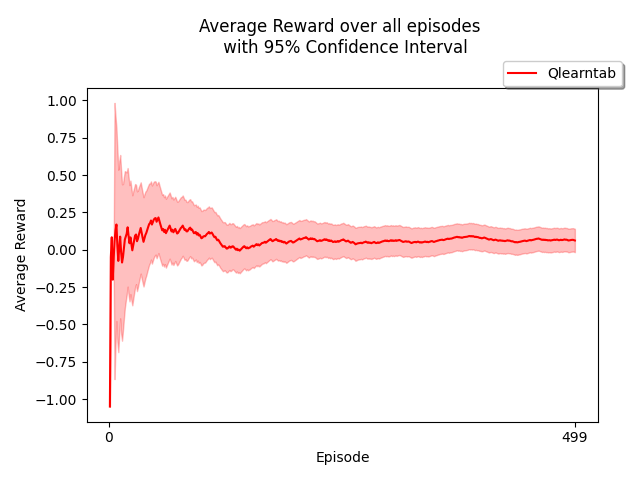 Average Reward over all episodes
with 95% Confidence Interval
Qlearntab
1.00
0.75
0.50
0.25
0.00
−0.25
−0.50
−0.75
−1.00
Average Reward
0
499
Episode